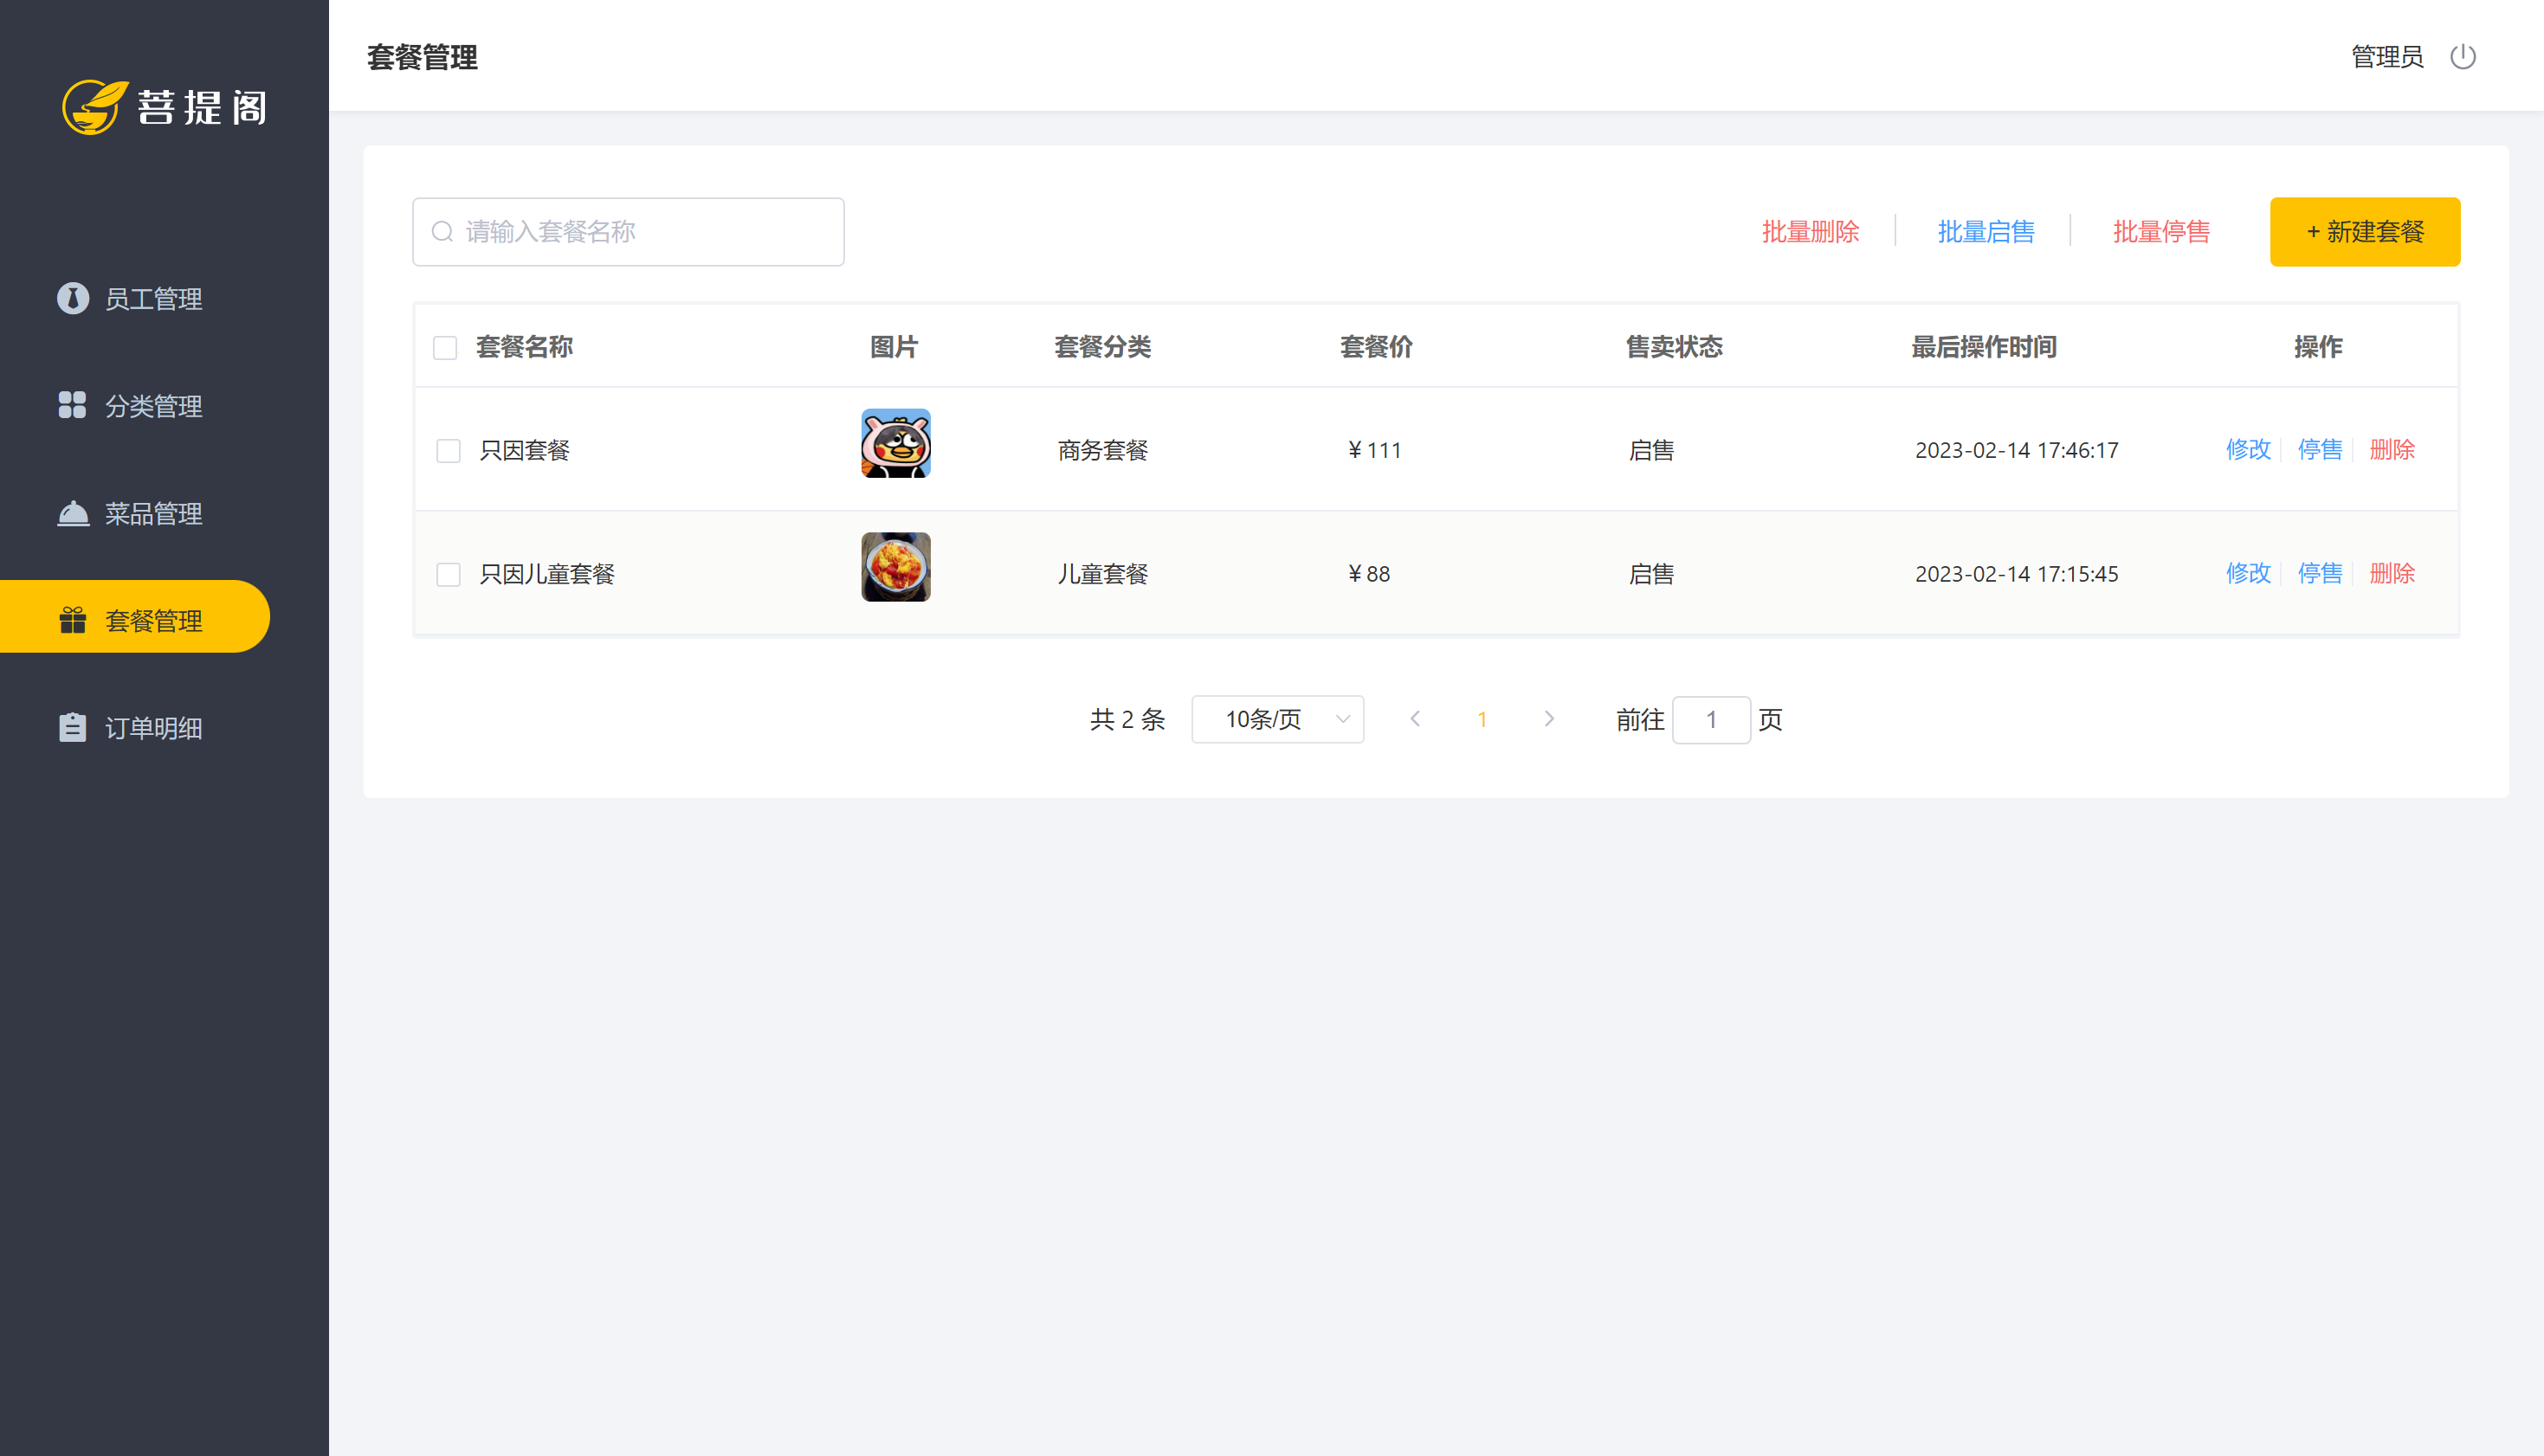 菩提阁
员工管理
分类管理
菜品管理
套餐管理
订单明细
套餐管理
管理员
请输入套餐名称
批量删除 批量启售 批量停售 + 新建套餐
套餐名称 图片 套餐分类 套餐价 售卖状态 最后操作时间 操作
只因套餐 商务套餐 ¥ 111 启售 2023-02-14 17:46:17 修改 停售 删除
只因儿童套餐 儿童套餐 ¥ 88 启售 2023-02-14 17:15:45 修改 停售 删除
共 2 条 10条/页 1 前往 1 页